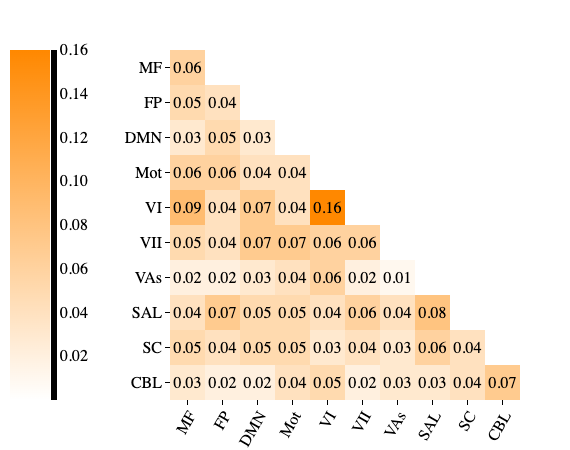 0.16
0.14
0.12
0.10
0.08
0.06
0.04
0.02
MF 0.06
FP 0.05 0.04
DMN 0.03 0.05 0.03
Mot 0.06 0.06 0.04 0.04
VI 0.09 0.04 0.07 0.04 0.16
VII 0.05 0.04 0.07 0.07 0.06 0.06
VAs 0.02 0.02 0.03 0.04 0.06 0.02 0.01
SAL 0.04 0.07 0.05 0.05 0.04 0.06 0.04 0.08
SC 0.05 0.04 0.05 0.05 0.03 0.04 0.03 0.06 0.04
CBL 0.03 0.02 0.02 0.04 0.05 0.02 0.03 0.03 0.04 0.07
MF FP DMN Mot VI VII VAs SAL SC CBL